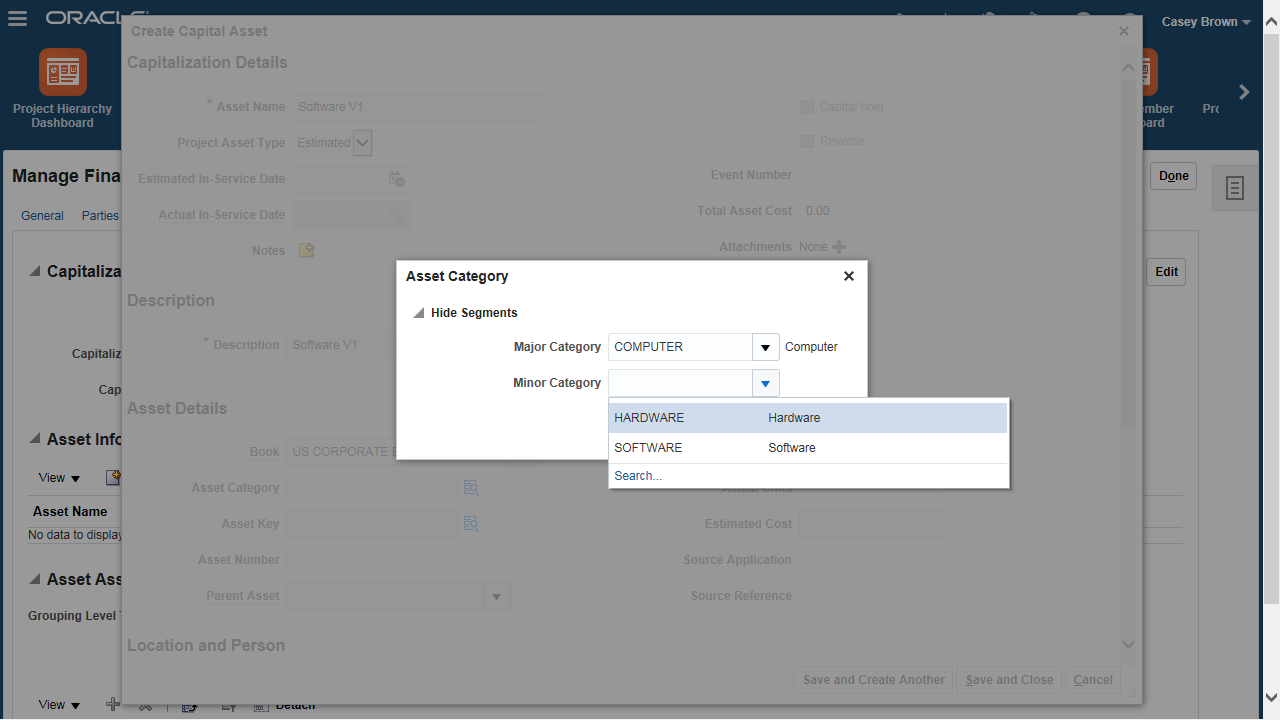 ORACLE
Casey Brown
Project Hierarchy
Dashboard
Create Capital Asset
Capitalization Details
* Asset Name Software V1
Capital hold
Project Asset Type Estimated
Reverse
Estimated In-Service Date
Event Number
Actual In-Service Date
Total Asset Cost 0.00
Notes
Attachments None
Manage Fina
Done
General Parties
Edit
Capitaliza
Capitaliz
Cap
Description
* Description Software V1
Asset Details
Book US CORPORATE
Asset Category
Actual Units
Asset Key
Estimated Cost
Asset Number
Source Application
Parent Asset
Source Reference
Location and Person
Save and Create Another Save and Close Cancel
Asset Category
Hide Segments
Major Category COMPUTER Computer
Minor Category
HARDWARE Hardware
SOFTWARE Software
Search...
Asset Info
View
Asset Name
No data to display
Asset Ass
Grouping Level
View
Detach